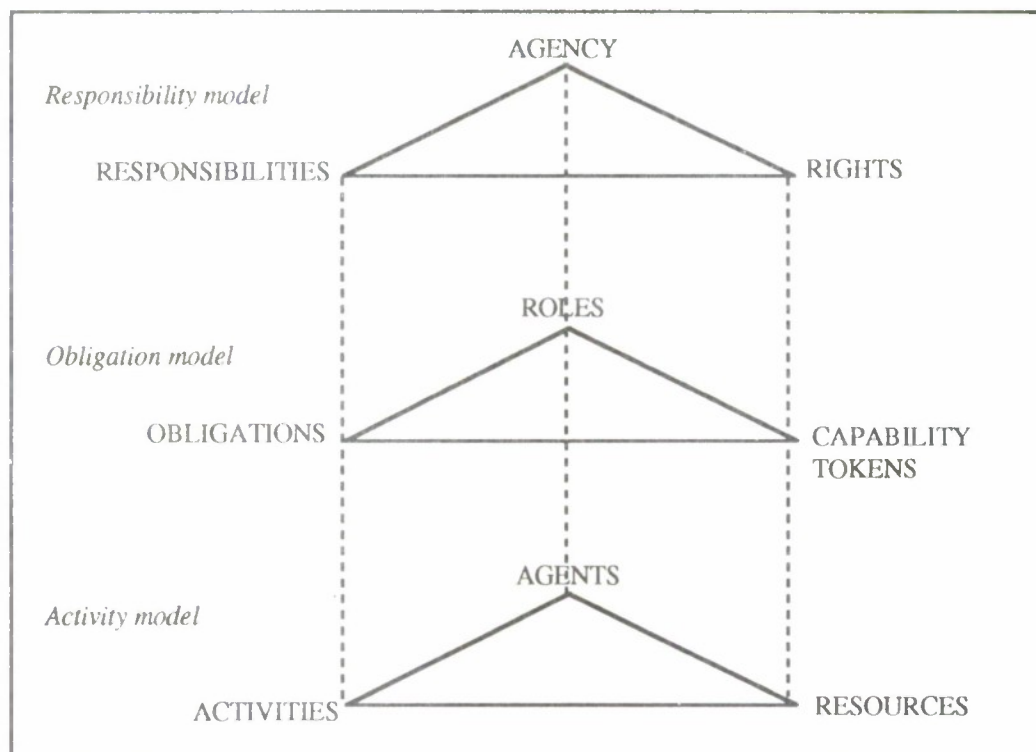 AGENCY
Responsibility model
RESPONSIBILITIES
RIGHTS
ROLES
Obligation model
OBLIGATIONS
CAPABILITY
TOKENS
AGENTS
Activity model
ACTIVITIES
RESOURCES